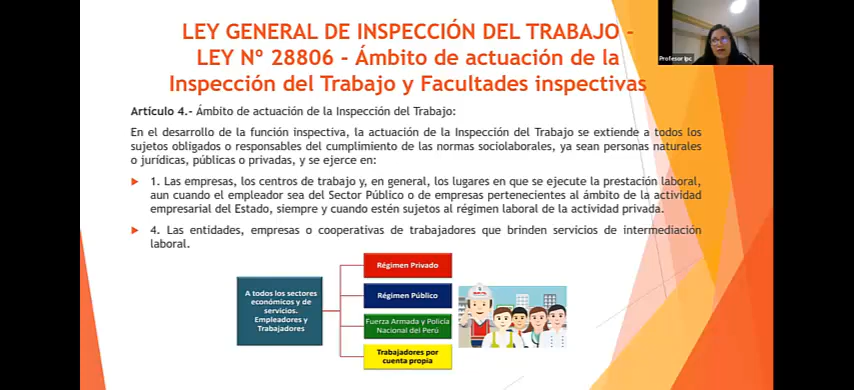 LEY GENERAL DE INSPECCIÓN DEL TRABAJO -
LEY Nº 28806 - Ámbito de actuación de la
Inspección del Trabajo y Facultades inspectivas
Profesor Ipc
Artículo 4.- Ámbito de actuación de la Inspección del Trabajo:
En el desarrollo de la función inspectiva, la actuación de la Inspección del Trabajo se extiende a todos los
sujetos obligados o responsables del cumplimiento de las normas sociolaborales, ya sean personas naturales
o jurídicas, públicas o privadas, y se ejerce en:
1. Las empresas, los centros de trabajo y, en general, los lugares en que se ejecute la prestación laboral,
aun cuando el empleador sea del Sector Público o de empresas pertenecientes al ámbito de la actividad
empresarial del Estado, siempre y cuando estén sujetos al régimen laboral de la actividad privada.
4. Las entidades, empresas o cooperativas de trabajadores que brinden servicios de intermediación
laboral.
A todos los sectores
económicos y de
servicios.
Empleadores y
Trabajadores
Régimen Privado
Régimen Público
Fuerza Armada y Policía
Nacional del Perú
Trabajadores por
cuenta propia